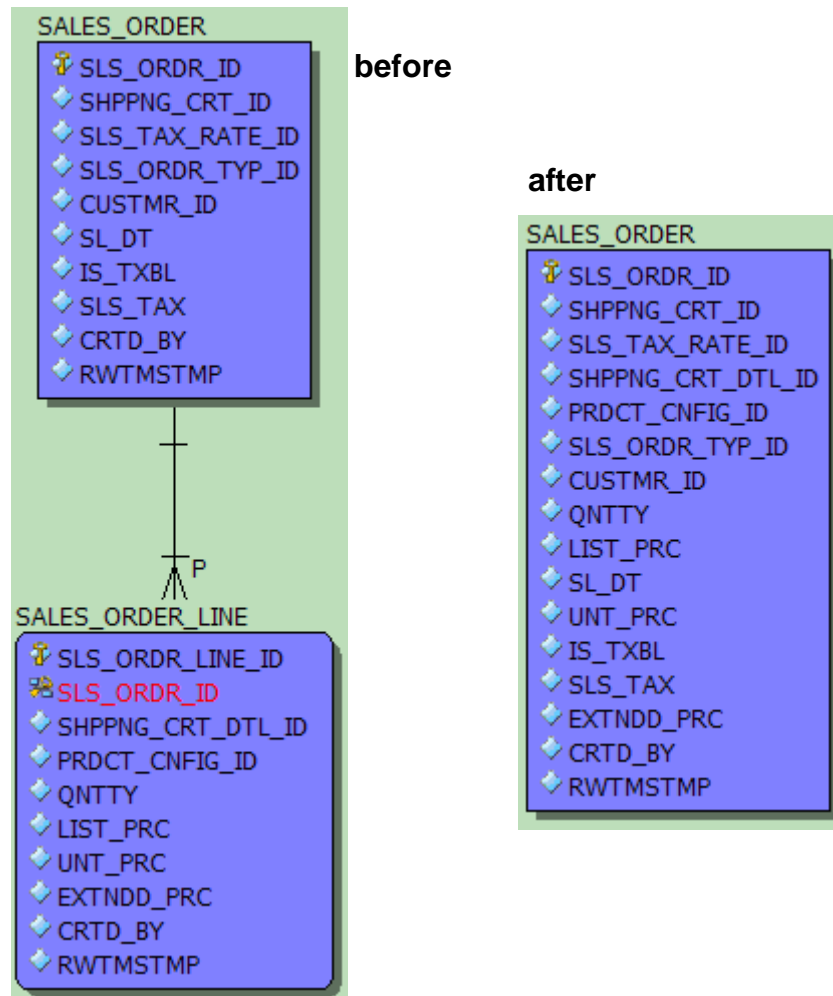 SALES_ORDER
SLS_ORDR_ID
SHPPNG_CRT_ID
SLS_TAX_RATE_ID
SLS_ORDR_TYP_ID
CUSTMR_ID
SL_DT
IS_TXBL
SLS_TAX
CRTD_BY
RWTMSTMP
P
SALES_ORDER_LINE
SLS_ORDR_LINE_ID
SLS_ORDR_ID
SHPPNG_CRT_DTL_ID
PRDCT_CNFIG_ID
QNTTY
LIST_PRC
UNT_PRC
EXTNDD_PRC
CRTD_BY
RWTMSTMP
before
after
SALES_ORDER
SLS_ORDR_ID
SHPPNG_CRT_ID
SLS_TAX_RATE_ID
SHPPNG_CRT_DTL_ID
PRDCT_CNFIG_ID
SLS_ORDR_TYP_ID
CUSTMR_ID
QNTTY
LIST_PRC
SL_DT
UNT_PRC
IS_TXBL
SLS_TAX
EXTNDD_PRC
CRTD_BY
RWTMSTMP